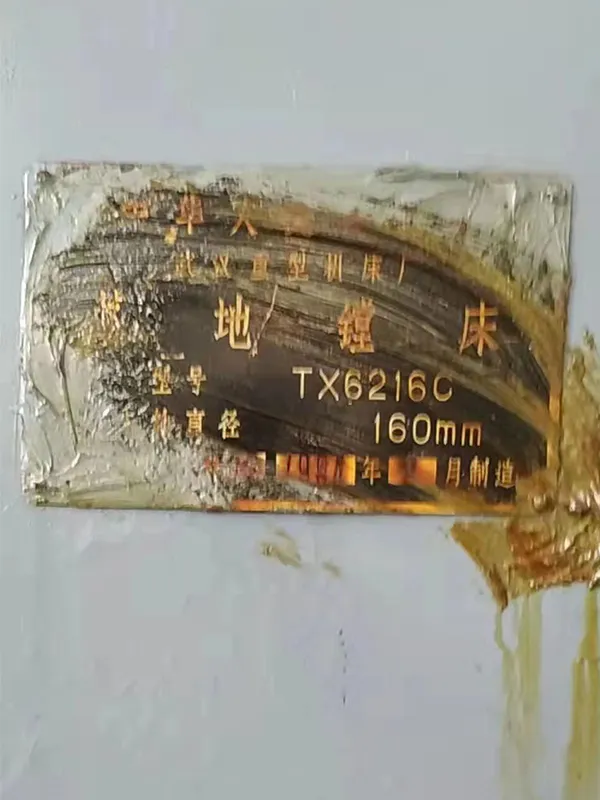 华人
武汉重型机床厂
落地镗床
型号 TX6216C
直径 160mm
年 月制造